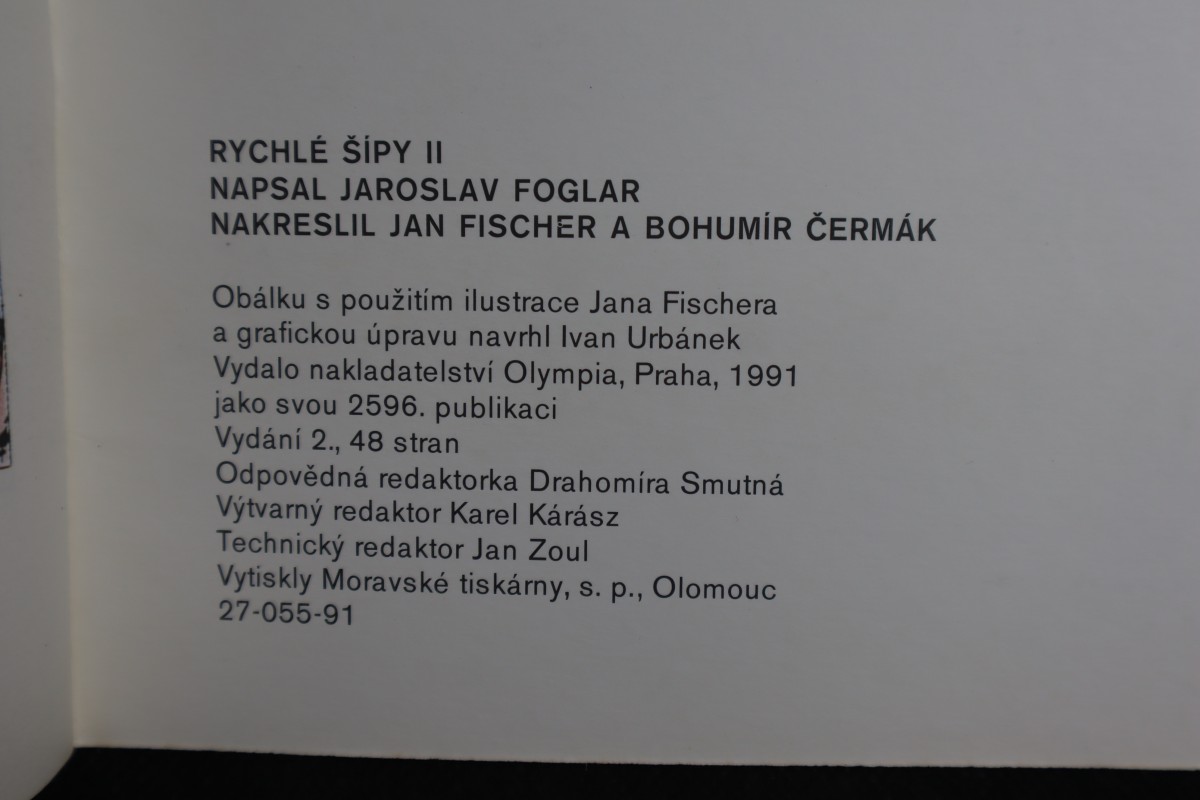 RYCHLÉ ŠÍPY II
NAPSAL JAROSLAV FOGLAR
NAKRESLIL JAN FISCHER A BOHUMÍR ČERMÁK
Obálku s použitím ilustrace Jana Fischera
a grafickou úpravu navrhl Ivan Urbánek
Vydalo nakladatelství Olympia, Praha, 1991
jako svou 2596. publikaci
Vydání 2., 48 stran
Odpovědná redaktorka Drahomíra Smutná
Výtvarný redaktor Karel Kárász
Technický redaktor Jan Zoul
Vytiskly Moravské tiskárny, s. p., Olomouc
27-055-91